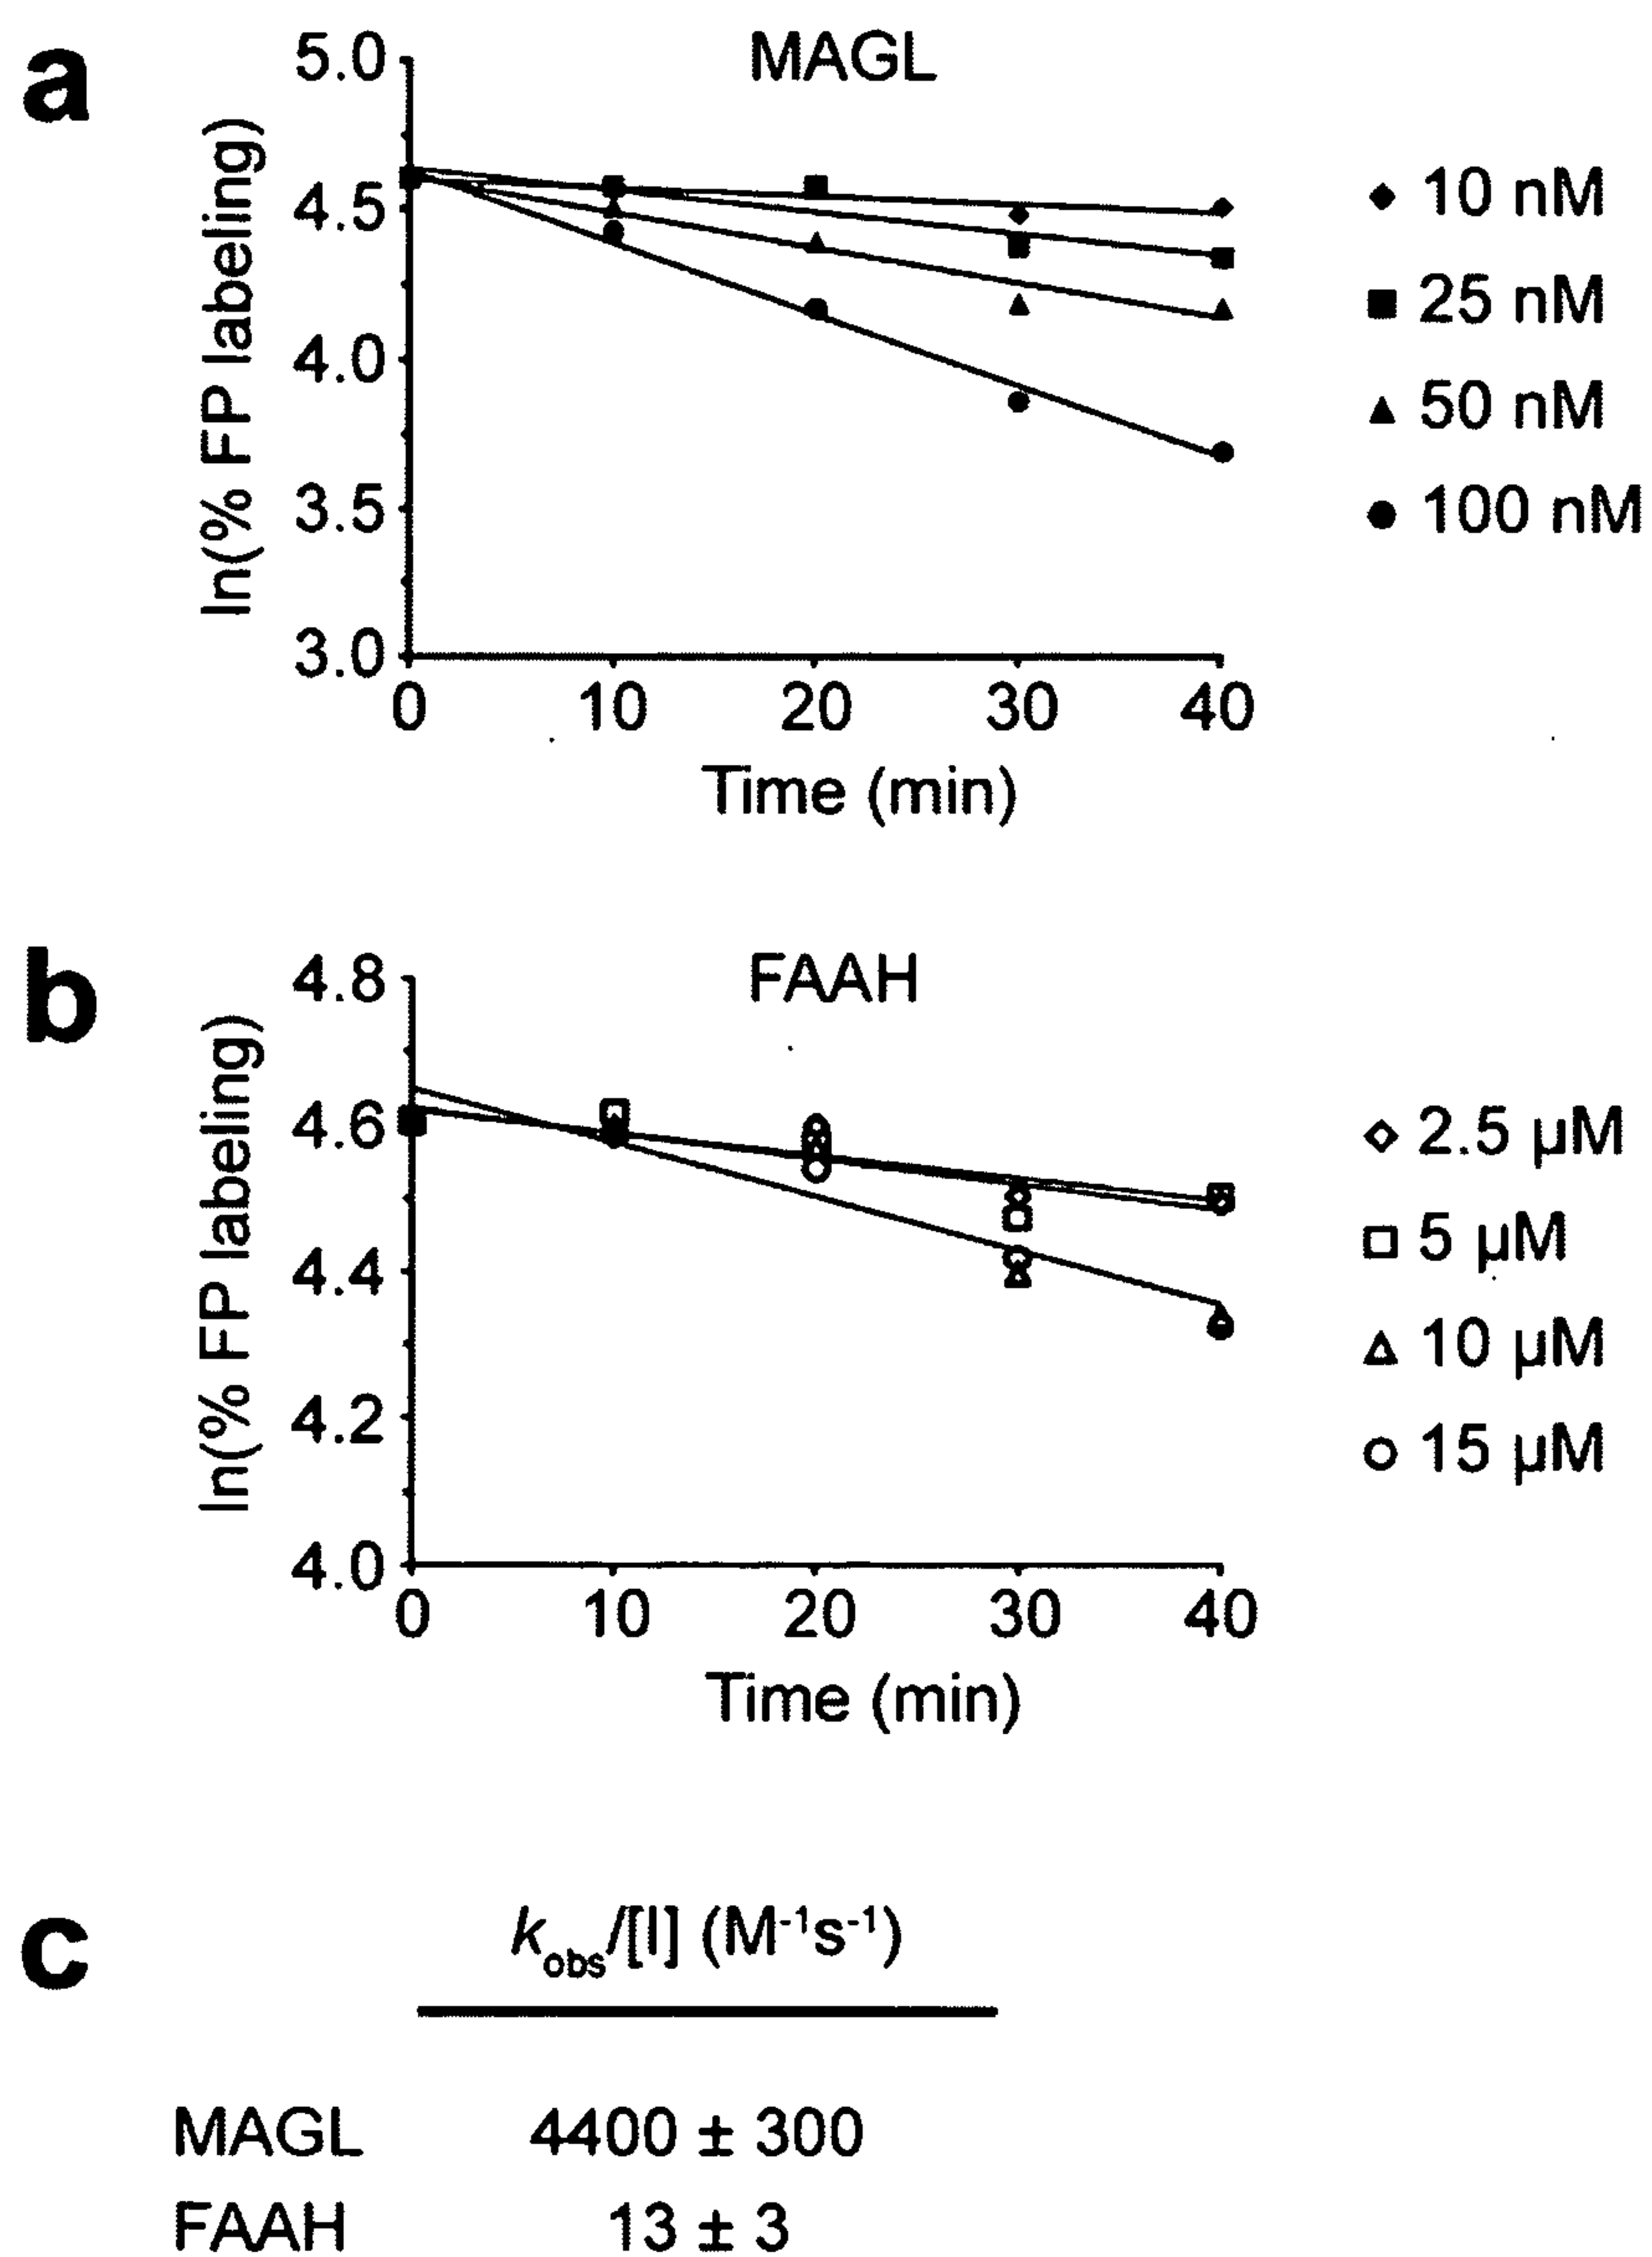 a
MAGL
ln(% FP labeling)
5.0
4.5
4.0
3.5
3.0
0 10 20 30 40
Time (min)
10 nM
25 nM
50 nM
100 nM
b
FAAH
ln(% FP labeling)
4.8
4.6
4.4
4.2
4.0
0 10 20 30 40
Time (min)
2.5 µM
5 µM
10 µM
15 µM
c
k_obs/[I] (M⁻¹s⁻¹)
MAGL 4400 ± 300
FAAH 13 ± 3